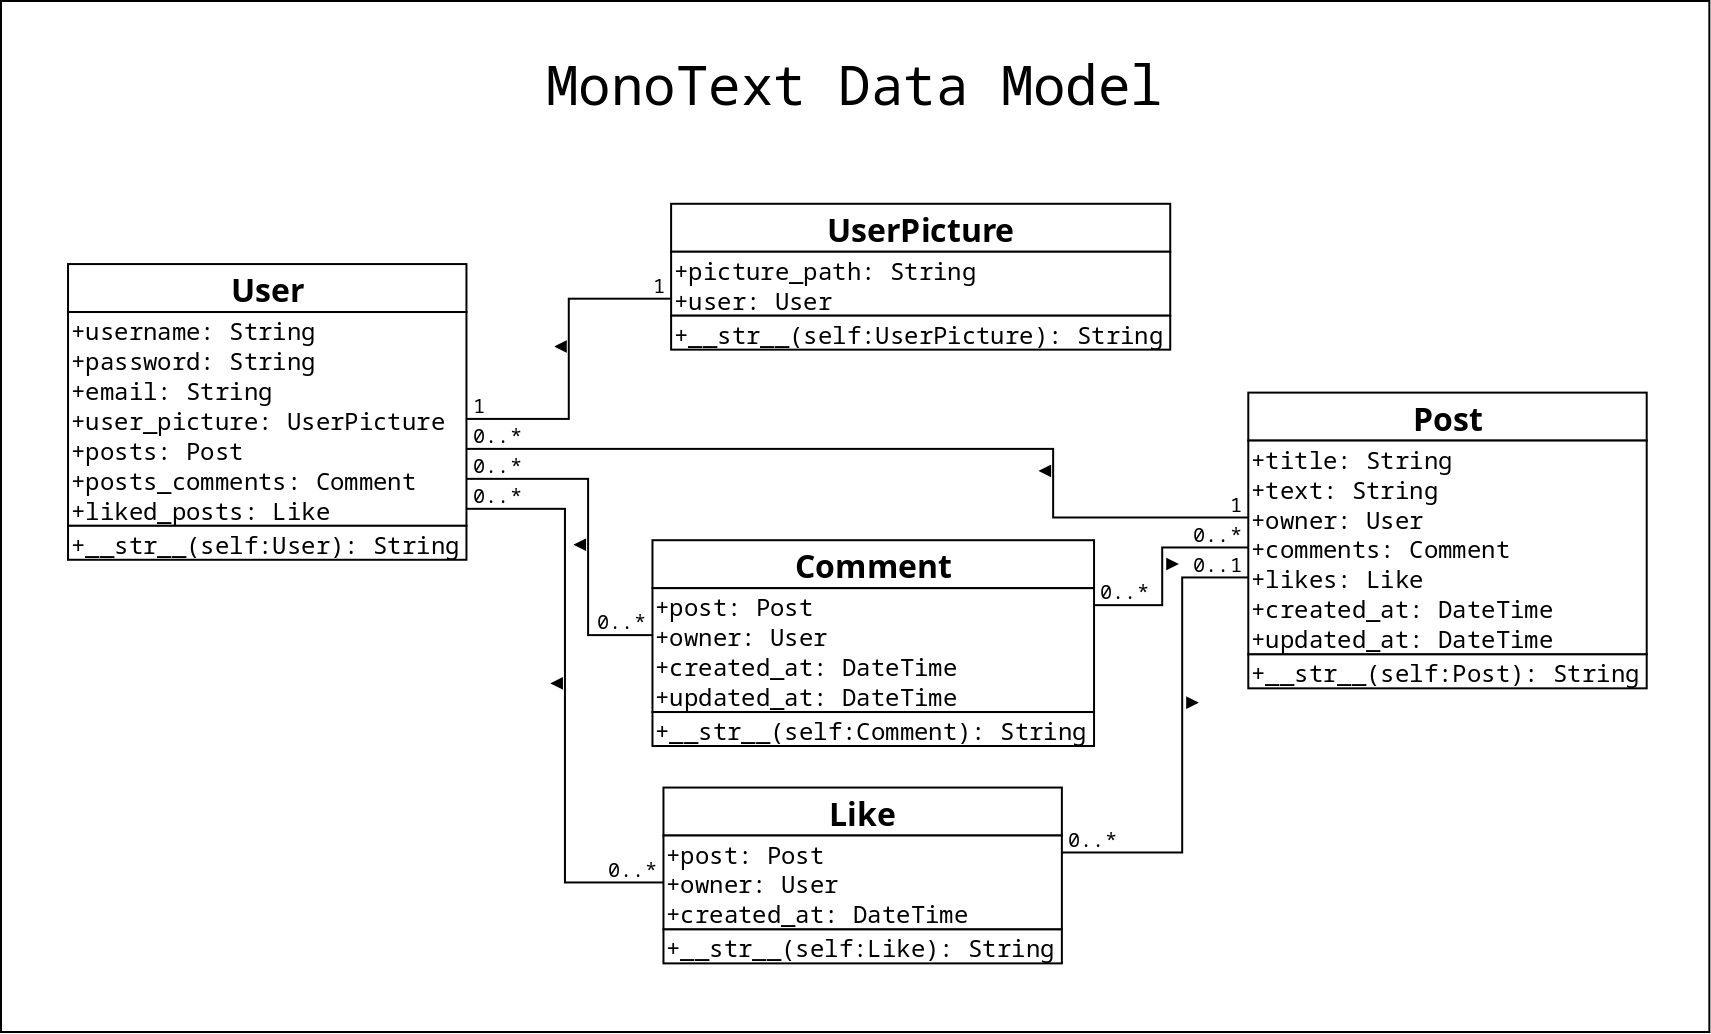 MonoText Data Model
UserPicture
+picture_path: String
+user: User
+__str__(self:UserPicture): String
1
User
+username: String
+password: String
+email: String
+user_picture: UserPicture
+posts: Post
+posts_comments: Comment
+liked_posts: Like
+__str__(self:User): String
1
0..*
0..*
0..*
Post
+title: String
+text: String
+owner: User
+comments: Comment
+likes: Like
+created_at: DateTime
+updated_at: DateTime
+__str__(self:Post): String
1
0..*
0..1
Comment
+post: Post
+owner: User
+created_at: DateTime
+updated_at: DateTime
+__str__(self:Comment): String
0..*
0..*
Like
+post: Post
+owner: User
+created_at: DateTime
+__str__(self:Like): String
0..*
0..*